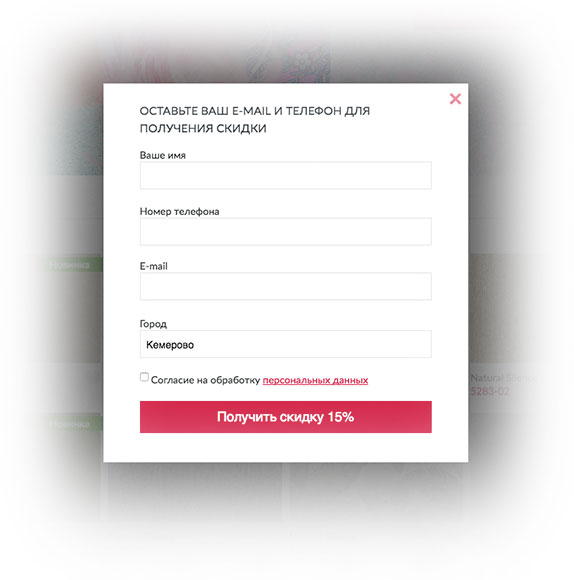 ОСТАВЬТЕ ВАШ E-MAIL И ТЕЛЕФОН ДЛЯ
ПОЛУЧЕНИЯ СКИДКИ
Ваше имя
Номер телефона
E-mail
Новинка
Город
Кемерово
Согласие на обработку персональных данных
Natural Silence
5283-02
Получить скидку 15%
Новинка